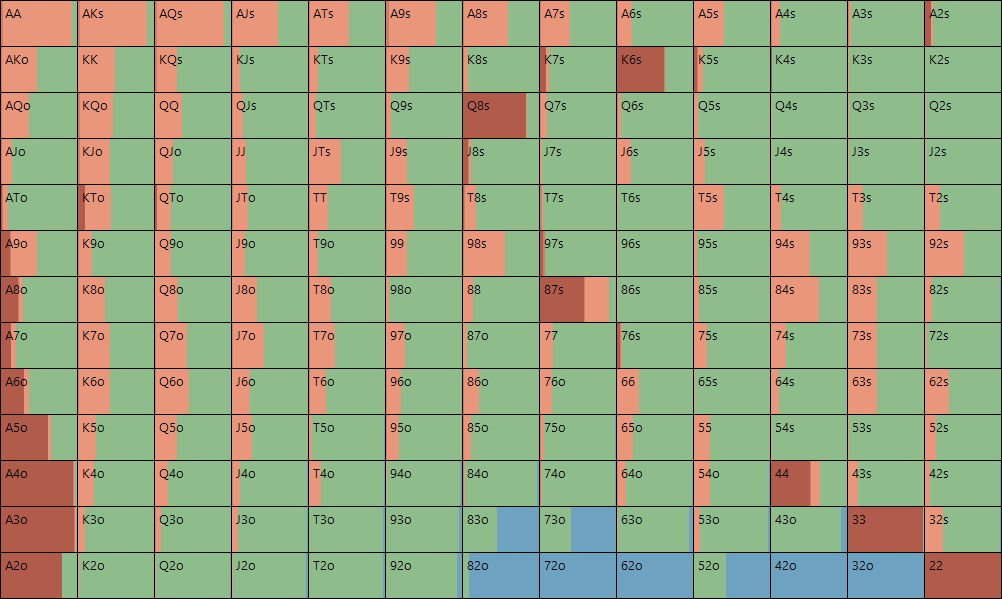 AA AKs AQs AJs ATs A9s A8s A7s A6s A5s A4s A3s A2s
AKo KK KQs KJs KTs K9s K8s K7s K6s K5s K4s K3s K2s
AQo KQo QQ QJs QTs Q9s Q8s Q7s Q6s Q5s Q4s Q3s Q2s
AJo KJo QJo JJ JTs J9s J8s J7s J6s J5s J4s J3s J2s
ATo KTo QTo JTo TT T9s T8s T7s T6s T5s T4s T3s T2s
A9o K9o Q9o J9o T9o 99 98s 97s 96s 95s 94s 93s 92s
A8o K8o Q8o J8o T8o 98o 88 87s 86s 85s 84s 83s 82s
A7o K7o Q7o J7o T7o 97o 87o 77 76s 75s 74s 73s 72s
A6o K6o Q6o J6o T6o 96o 86o 76o 66 65s 64s 63s 62s
A5o K5o Q5o J5o T5o 95o 85o 75o 65o 55 54s 53s 52s
A4o K4o Q4o J4o T4o 94o 84o 74o 64o 54o 44 43s 42s
A3o K3o Q3o J3o T3o 93o 83o 73o 63o 53o 43o 33 32s
A2o K2o Q2o J2o T2o 92o 82o 72o 62o 52o 42o 32o 22